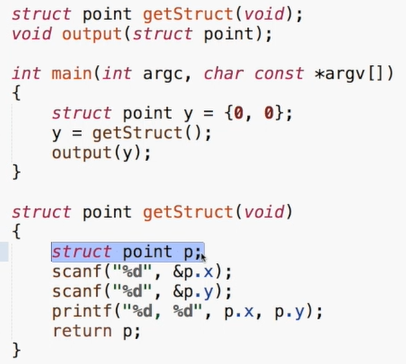 struct point getStruct(void);
void output(struct point);
int main(int argc, char const *argv[])
{
    struct point y = {0, 0};
    y = getStruct();
    output(y);
}
struct point getStruct(void)
{
    struct point p;
    scanf("%d", &p.x);
    scanf("%d", &p.y);
    printf("%d, %d", p.x, p.y);
    return p;
}